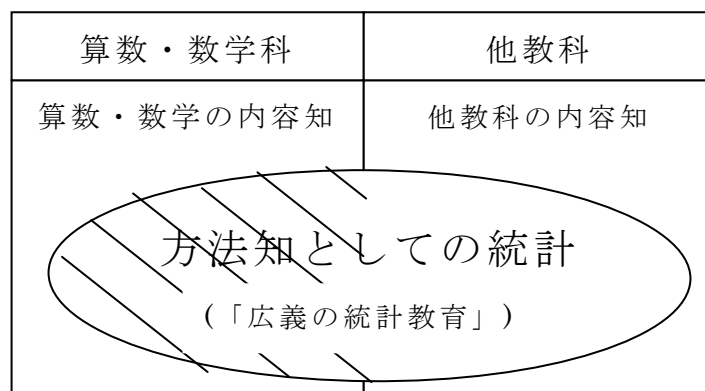 算数・数学科
他教科
算数・数学の内容知
他教科の内容知
方法知としての統計
(「広義の統計教育」)